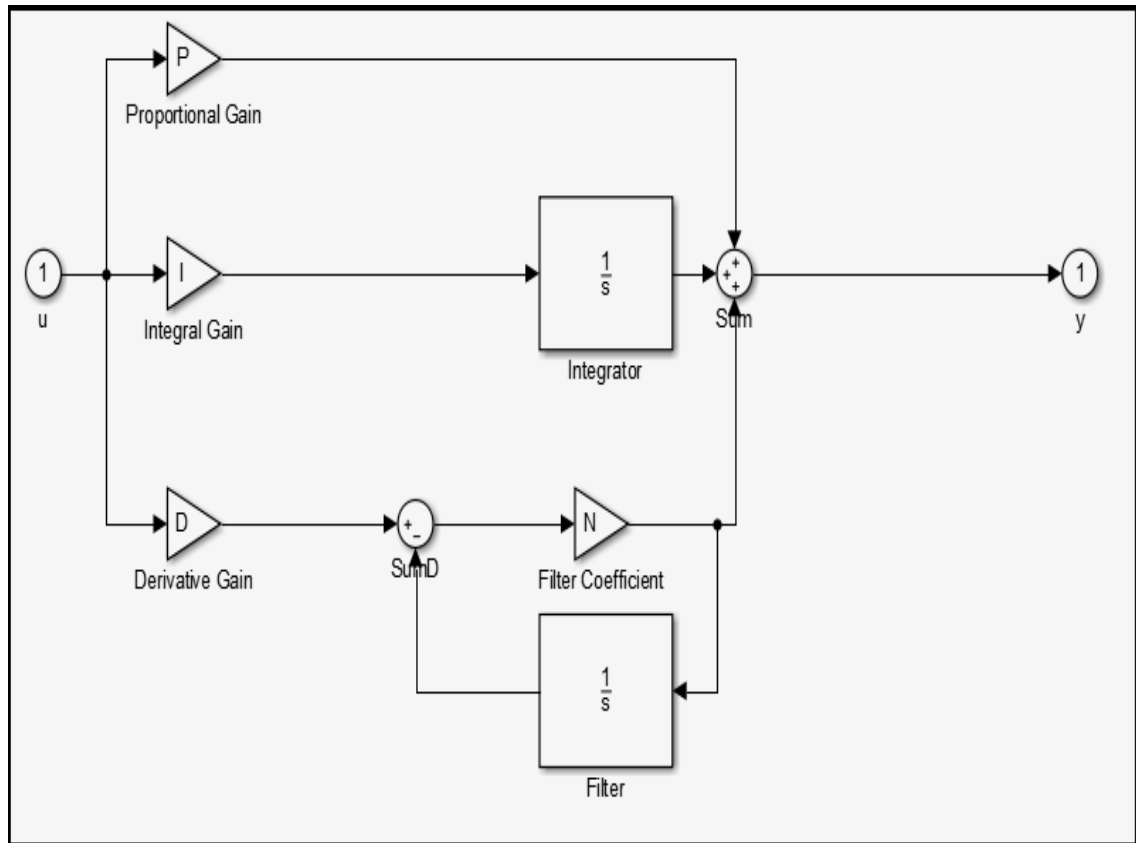 P
Proportional Gain
1
u
I
Integral Gain
1
s
Integrator
+
+
+
Sum
1
y
D
Derivative Gain
+
−
SumD
N
Filter Coefficient
1
s
Filter